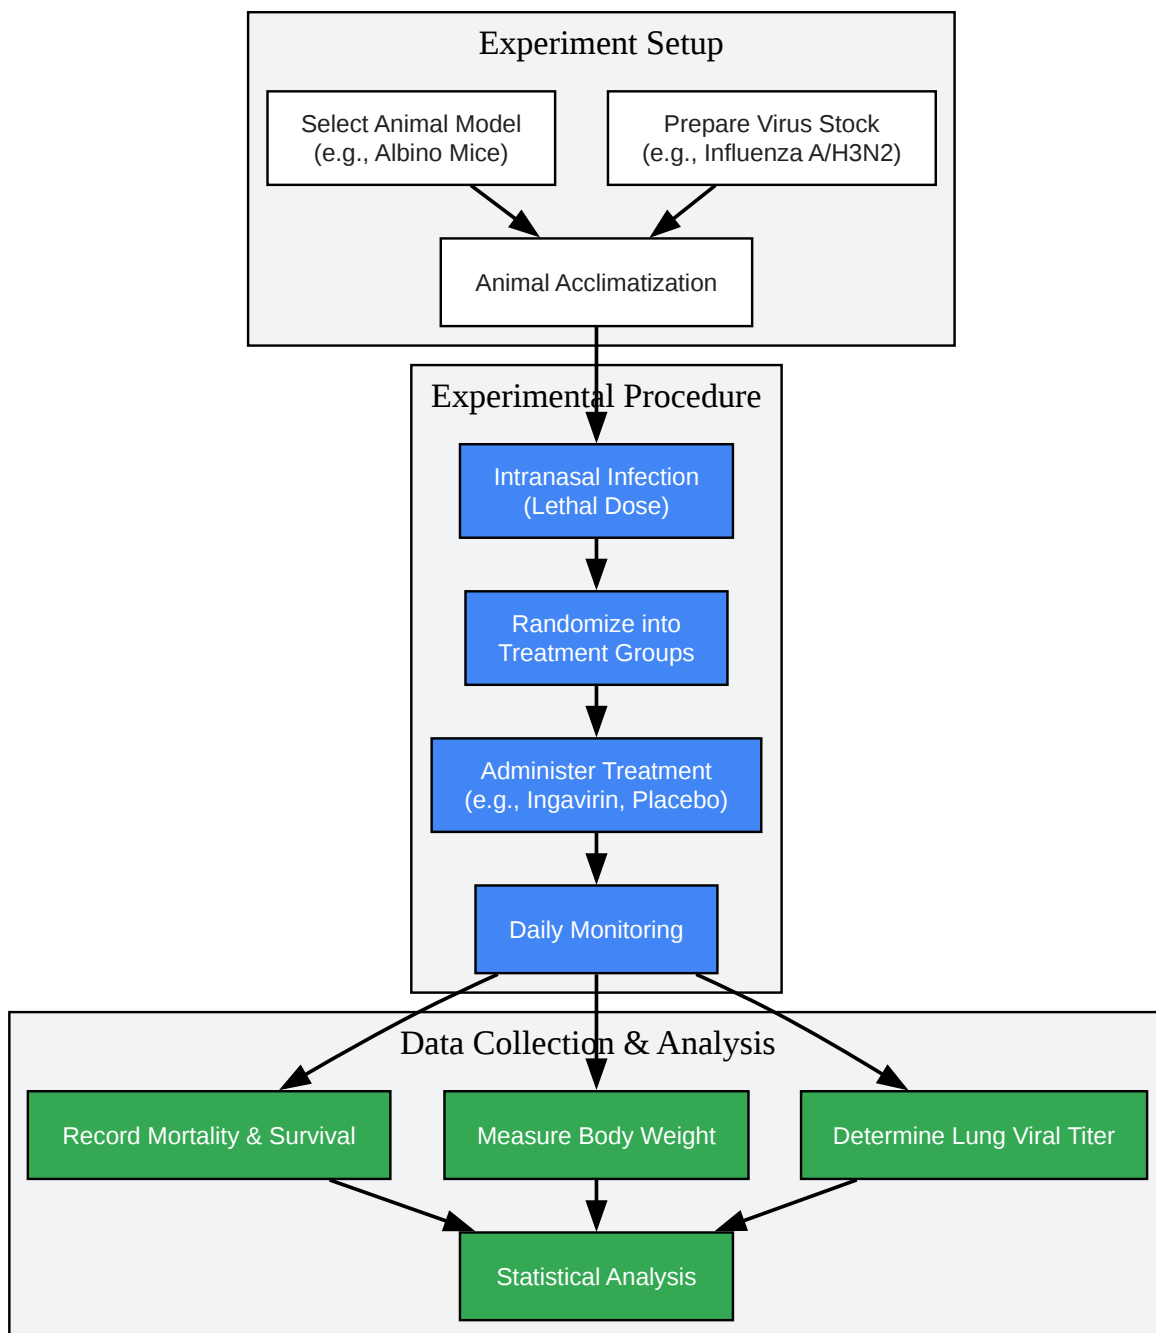 Experiment Setup
Select Animal Model
(e.g., Albino Mice)
Prepare Virus Stock
(e.g., Influenza A/H3N2)
Animal Acclimatization
Experimental Procedure
Intranasal Infection
(Lethal Dose)
Randomize into
Treatment Groups
Administer Treatment
(e.g., Ingavirin, Placebo)
Daily Monitoring
Data Collection & Analysis
Record Mortality & Survival
Measure Body Weight
Determine Lung Viral Titer
Statistical Analysis